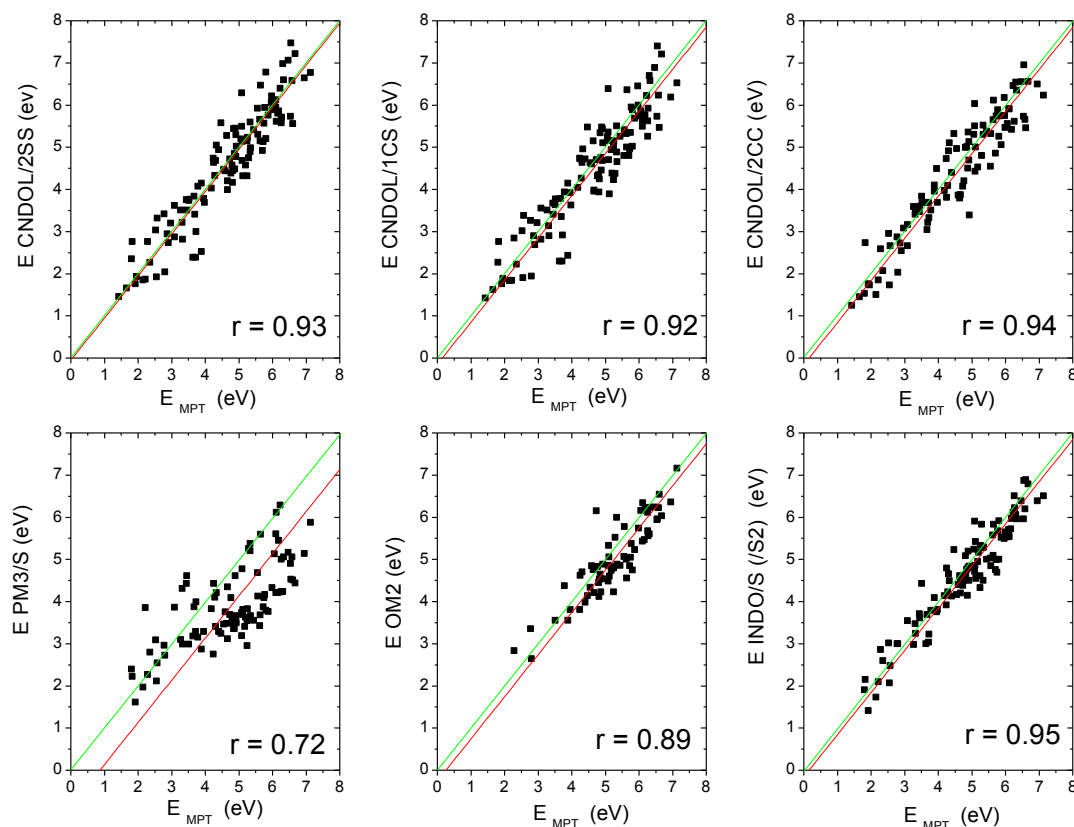 8
7
6
5
4
3
2
1
0
E CNDOL/2SS (ev)
r = 0.93
0 1 2 3 4 5 6 7 8
E MPT (eV)
8
7
6
5
4
3
2
1
0
E CNDOL/1CS (eV)
r = 0.92
0 1 2 3 4 5 6 7 8
E MPT (eV)
8
7
6
5
4
3
2
1
0
E CNDOL/2CC (eV)
r = 0.94
0 1 2 3 4 5 6 7 8
E MPT (eV)
8
7
6
5
4
3
2
1
0
E PM3/S (eV)
r = 0.72
0 1 2 3 4 5 6 7 8
E MPT (eV)
8
7
6
5
4
3
2
1
0
E OM2 (eV)
r = 0.89
0 1 2 3 4 5 6 7 8
E MPT (eV)
8
7
6
5
4
3
2
1
0
E INDO/S (/S2) (eV)
r = 0.95
0 1 2 3 4 5 6 7 8
E MPT (eV)